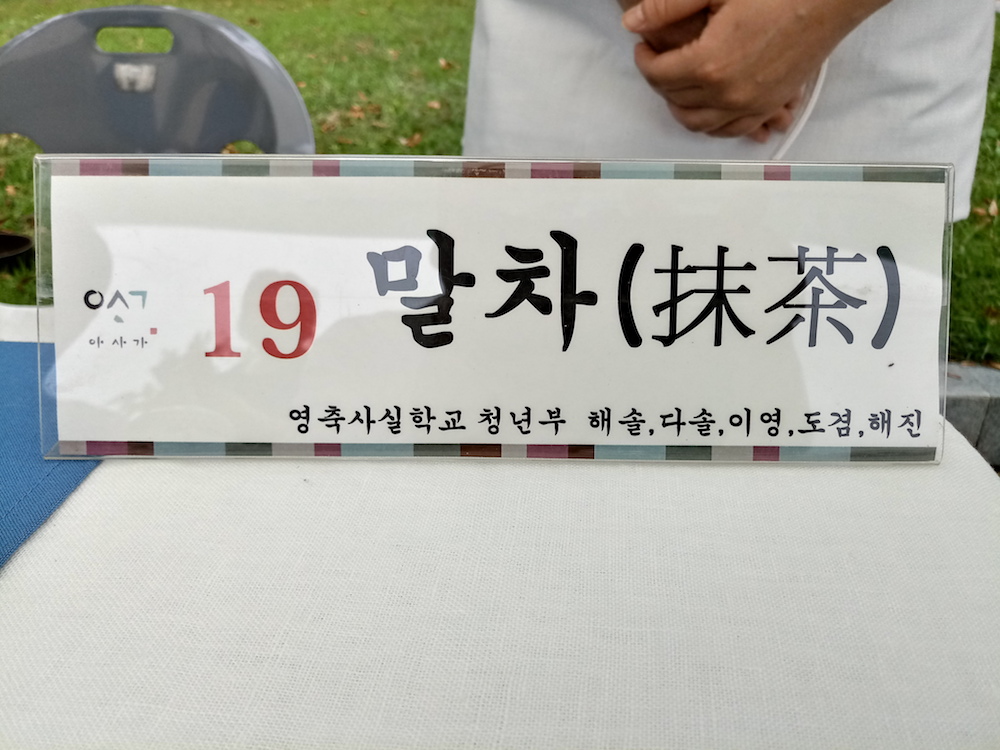 아사가
19 말차(抹茶)
영축사실학교 청년부 해솔,다솔,이영,도겸,해진